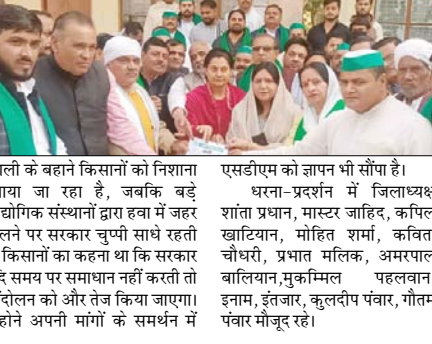 ाली के बहाने किसानों को निशाना
ाया जा रहा है, जबकि बड़े
द्योगिक संस्थानों द्वारा हवा में जहर
लने पर सरकार चुप्पी साधे रहती
किसानों का कहना था कि सरकार
दि समय पर समाधान नहीं करती तो
ंदोलन को और तेज किया जाएगा।
होने अपनी मांगों के समर्थन में
एसडीएम को ज्ञापन भी सौंपा है।
धरना-प्रदर्शन में जिलाध्यक्ष
शांता प्रधान, मास्टर जाहिद, कपिल
खाटियान, मोहित शर्मा, कवित
चौधरी, प्रभात मलिक, अमरपाल
बालियान,मुकम्मिल पहलवान,
इनाम, इंतजार, कुलदीप पंवार, गौतम
पंवार मौजूद रहे।